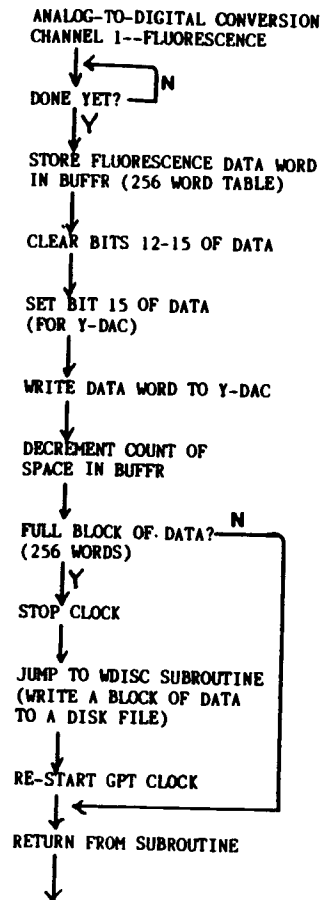 ANALOG-TO-DIGITAL CONVERSION
CHANNEL 1--FLUORESCENCE
N
DONE YET?
Y
STORE FLUORESCENCE DATA WORD
IN BUFFR (256 WORD TABLE)
CLEAR BITS 12-15 OF DATA
SET BIT 15 OF DATA
(FOR Y-DAC)
WRITE DATA WORD TO Y-DAC
DECREMENT COUNT OF
SPACE IN BUFFR
N
FULL BLOCK OF DATA?
(256 WORDS)
Y
STOP CLOCK
JUMP TO WDISC SUBROUTINE
(WRITE A BLOCK OF DATA
TO A DISK FILE)
RE-START GPT CLOCK
RETURN FROM SUBROUTINE